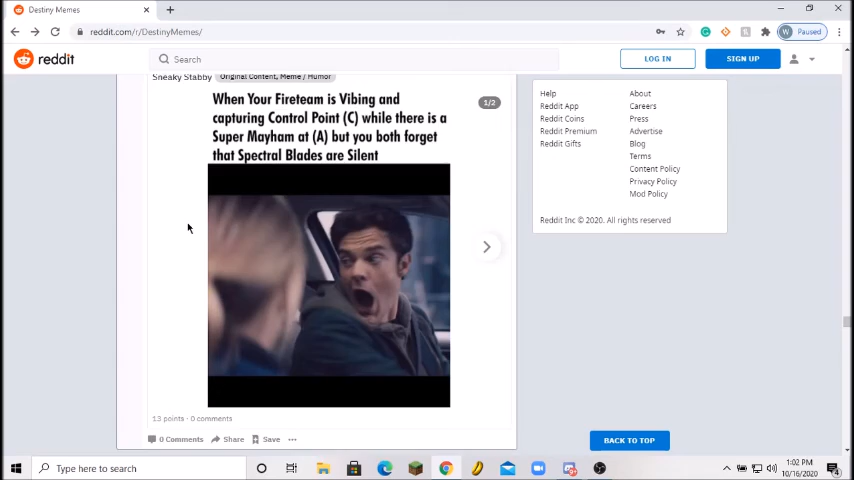 Destiny Memes
reddit.com/r/DestinyMemes/
W Paused
reddit
Search
LOG IN
SIGN UP
Sneaky Stabby Original Content, Meme / Humor
When Your Fireteam is Vibing and
capturing Control Point (C) while there is a
Super Mayham at (A) but you both forget
that Spectral Blades are Silent
1/2
Help About
Reddit App Careers
Reddit Coins Press
Reddit Premium Advertise
Reddit Gifts Blog
Terms
Content Policy
Privacy Policy
Mod Policy
Reddit Inc © 2020. All rights reserved
13 points · 0 comments
0 Comments Share Save
BACK TO TOP
Type here to search
1:02 PM
10/16/2020
4